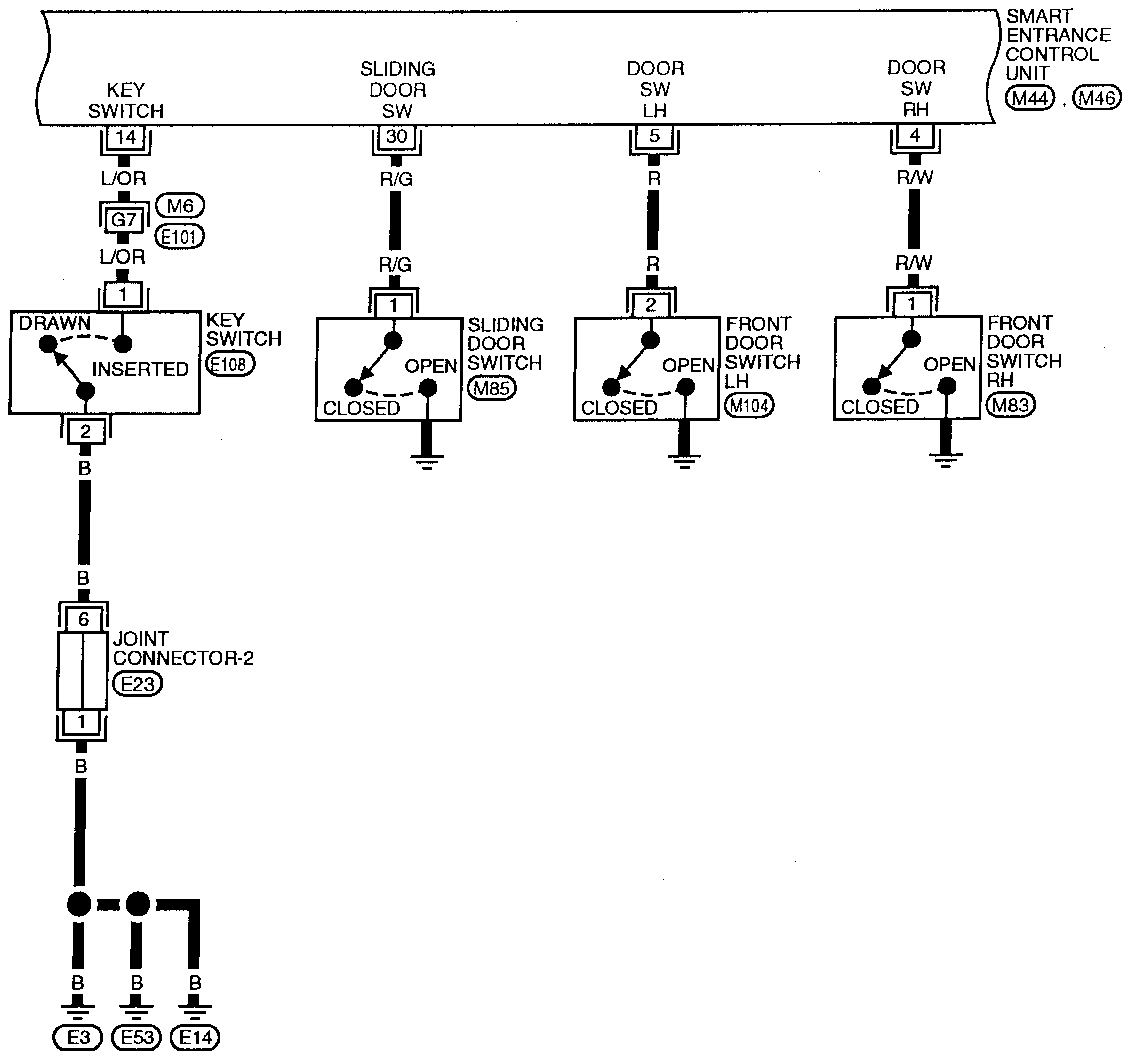 SMART
ENTRANCE
CONTROL
UNIT
M44 , M46
KEY
SWITCH
SLIDING
DOOR
SW
DOOR
SW
LH
DOOR
SW
RH
14
30
5
4
L/OR
R/G
R
R/W
G7
M6
E101
L/OR
R/G
R
R/W
1
1
2
1
DRAWN
INSERTED
KEY
SWITCH
E108
OPEN
CLOSED
SLIDING
DOOR
SWITCH
M85
OPEN
CLOSED
FRONT
DOOR
SWITCH
LH
M104
OPEN
CLOSED
FRONT
DOOR
SWITCH
RH
M83
2
B
B
6
JOINT
CONNECTOR-2
E23
1
B
B B B
E3 E53 E14